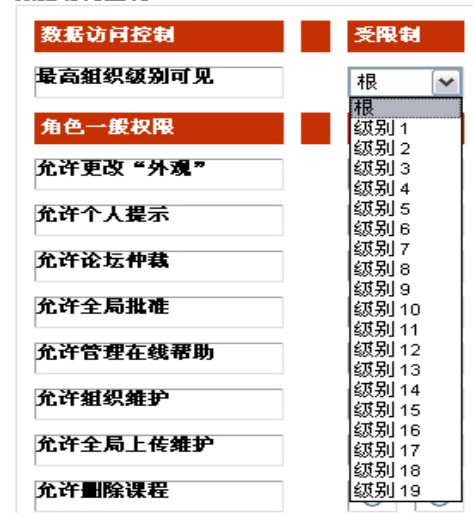 数据访问控制 受限制
最高组织级别可见 根
根
角色一般权限 级别 1
级别 2
允许更改“外观” 级别 3
级别 4
允许个人提示 级别 5
级别 6
允许论坛仲裁 级别 7
级别 8
级别 9
允许全局批准 级别 10
级别 11
允许管理在线帮助 级别 12
级别 13
允许组织维护 级别 14
级别 15
级别 16
允许全局上传维护 级别 17
级别 18
允许删除课程 级别 19